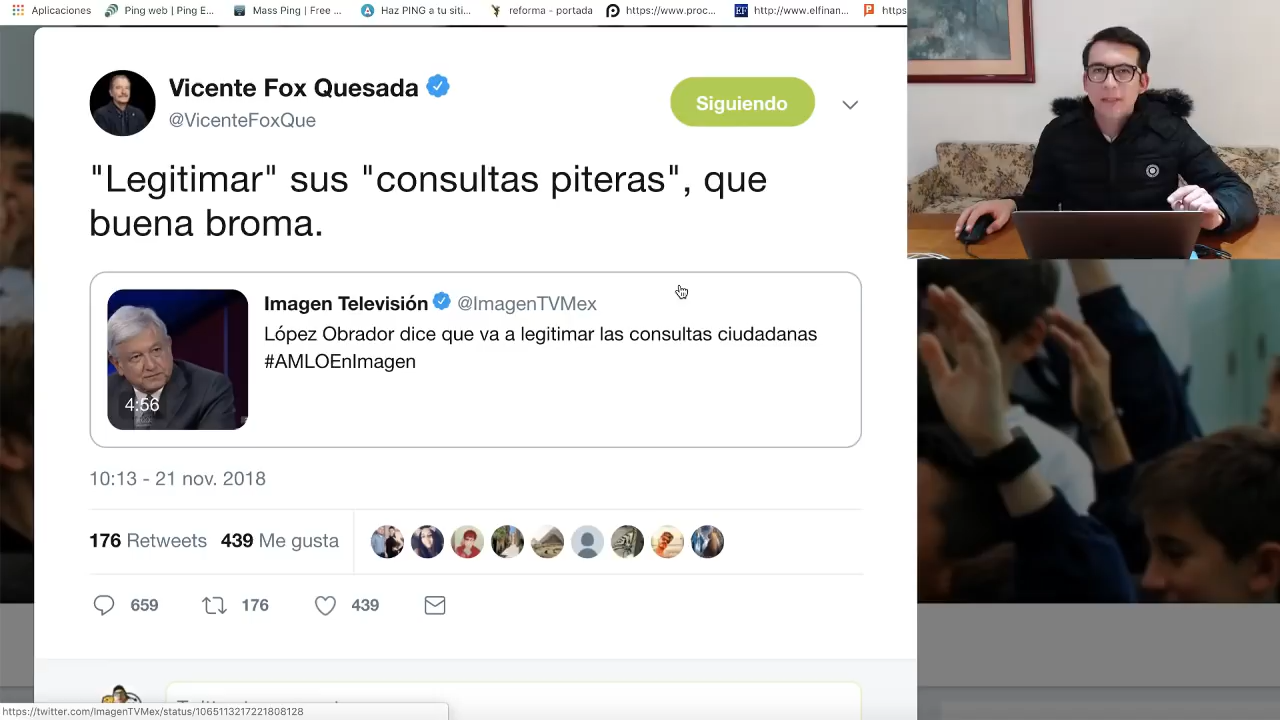 Aplicaciones Ping web | Ping E... Mass Ping | Free ... Haz PING a tu siti... reforma - portada https://www.proc... http://www.elfinan... https
Vicente Fox Quesada
@VicenteFoxQue
Siguiendo
"Legitimar" sus "consultas piteras", que
buena broma.
Imagen Televisión @ImagenTVMex
López Obrador dice que va a legitimar las consultas ciudadanas
#AMLOEnImagen
4:56
10:13 - 21 nov. 2018
176 Retweets 439 Me gusta
659 176 439
https://twitter.com/ImagenTVMex/status/1065113217221808128